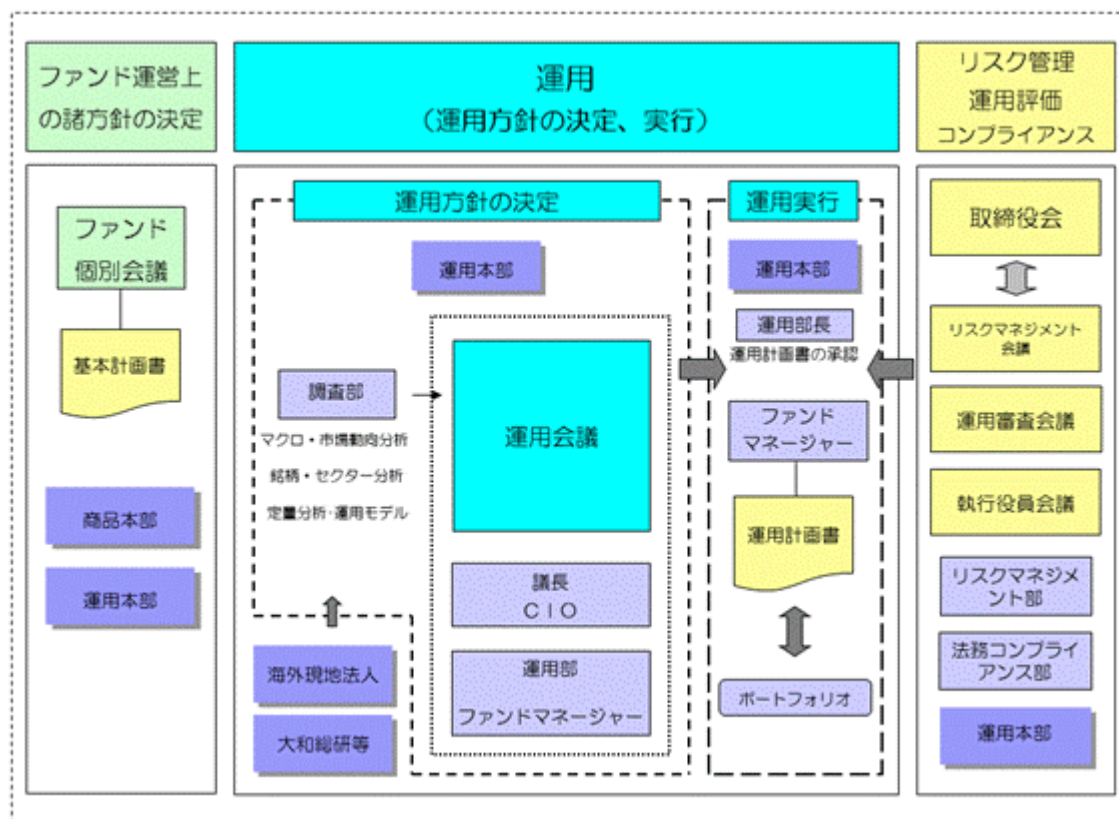 ファンド運営上
の諸方針の決定
運用
（運用方針の決定、実行）
リスク管理
運用評価
コンプライアンス
ファンド
個別会議
基本計画書
商品本部
運用本部
運用方針の決定
運用本部
調査部
マクロ・市場動向分析
銘柄・セクター分析
定量分析・運用モデル
運用会議
議長
ＣＩＯ
運用部
ファンドマネージャー
海外現地法人
大和総研等
運用実行
運用本部
運用部長
運用計画書の承認
ファンド
マネージャー
運用計画書
ポートフォリオ
取締役会
リスクマネジメント
会議
運用審査会議
執行役員会議
リスクマネジメ
ント部
法務コンプライ
アンス部
運用本部